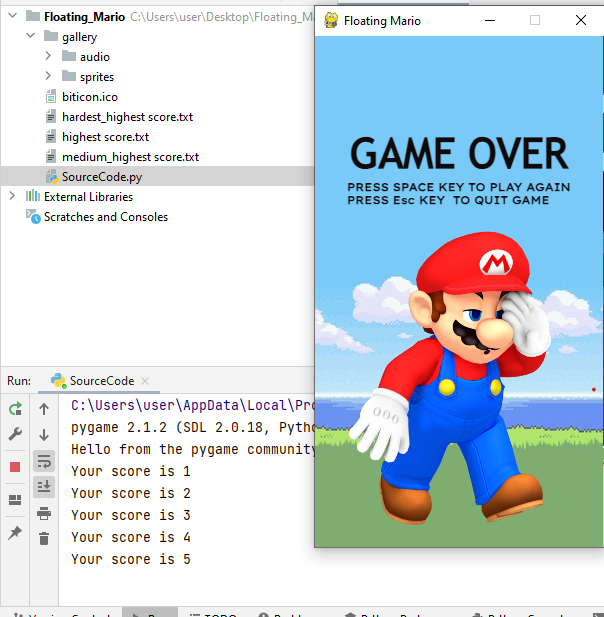 Floating_Mario C:\Users\user\Desktop\Floating_Ma
gallery
audio
sprites
biticon.ico
hardest_highest score.txt
highest score.txt
medium_highest score.txt
SourceCode.py
External Libraries
Scratches and Consoles
Floating Mario
GAME OVER
PRESS SPACE KEY TO PLAY AGAIN
PRESS Esc KEY TO QUIT GAME
M
Run: SourceCode
C:\Users\user\AppData\Local\Pro
pygame 2.1.2 (SDL 2.0.18, Pytho
Hello from the pygame community
Your score is 1
Your score is 2
Your score is 3
Your score is 4
Your score is 5